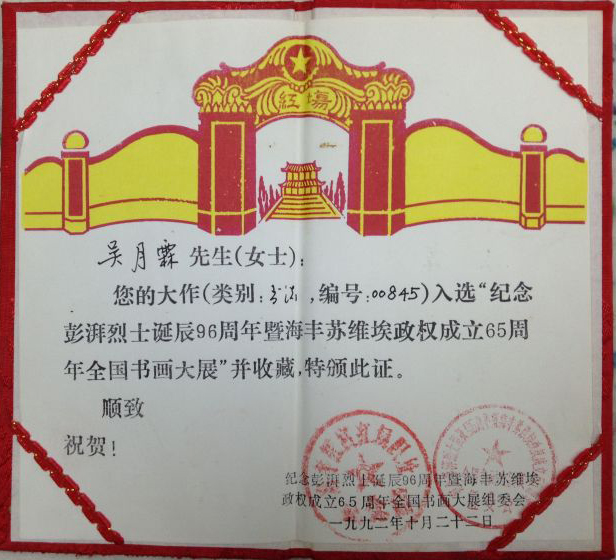 红場
吴月霖 先生(女士):
您的大作(类别:书法,编号:00845)入选“纪念
彭湃烈士诞辰96周年暨海丰苏维埃政权成立65周
年全国书画大展”并收藏,特颁此证。
顺致
祝贺!
纪念彭湃烈士诞辰96周年暨海丰苏维埃
政权成立65周年全国书画大展组委会
一九九二年十月二十二日